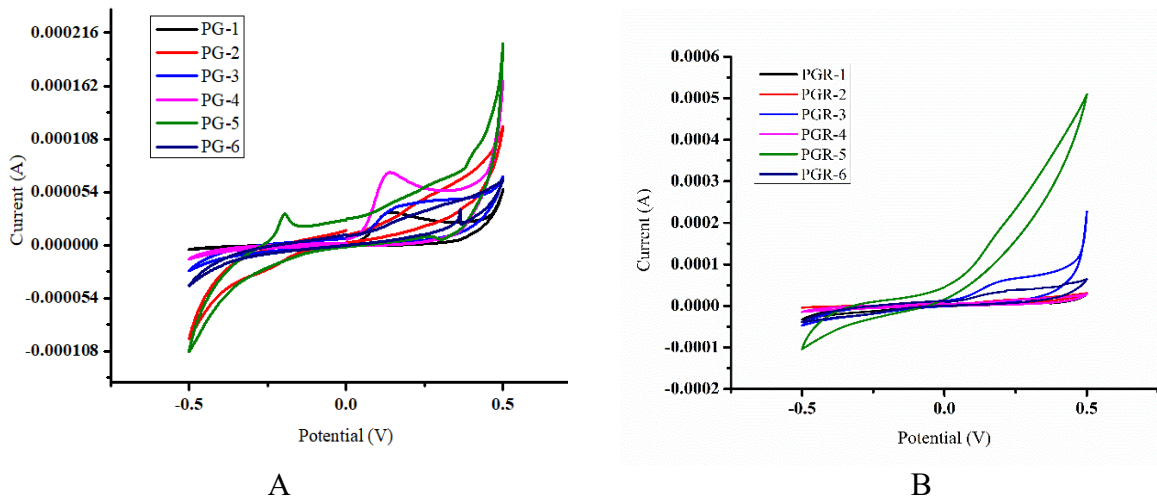 0.000216
0.000162
0.000108
0.000054
0.000000
-0.000054
-0.000108
Current (A)
PG-1
PG-2
PG-3
PG-4
PG-5
PG-6
-0.5
0.0
0.5
Potential (V)
A
0.0006
0.0005
0.0004
0.0003
0.0002
0.0001
0.0000
-0.0001
-0.0002
Current (A)
PGR-1
PGR-2
PGR-3
PGR-4
PGR-5
PGR-6
-0.5
0.0
0.5
Potential (V)
B